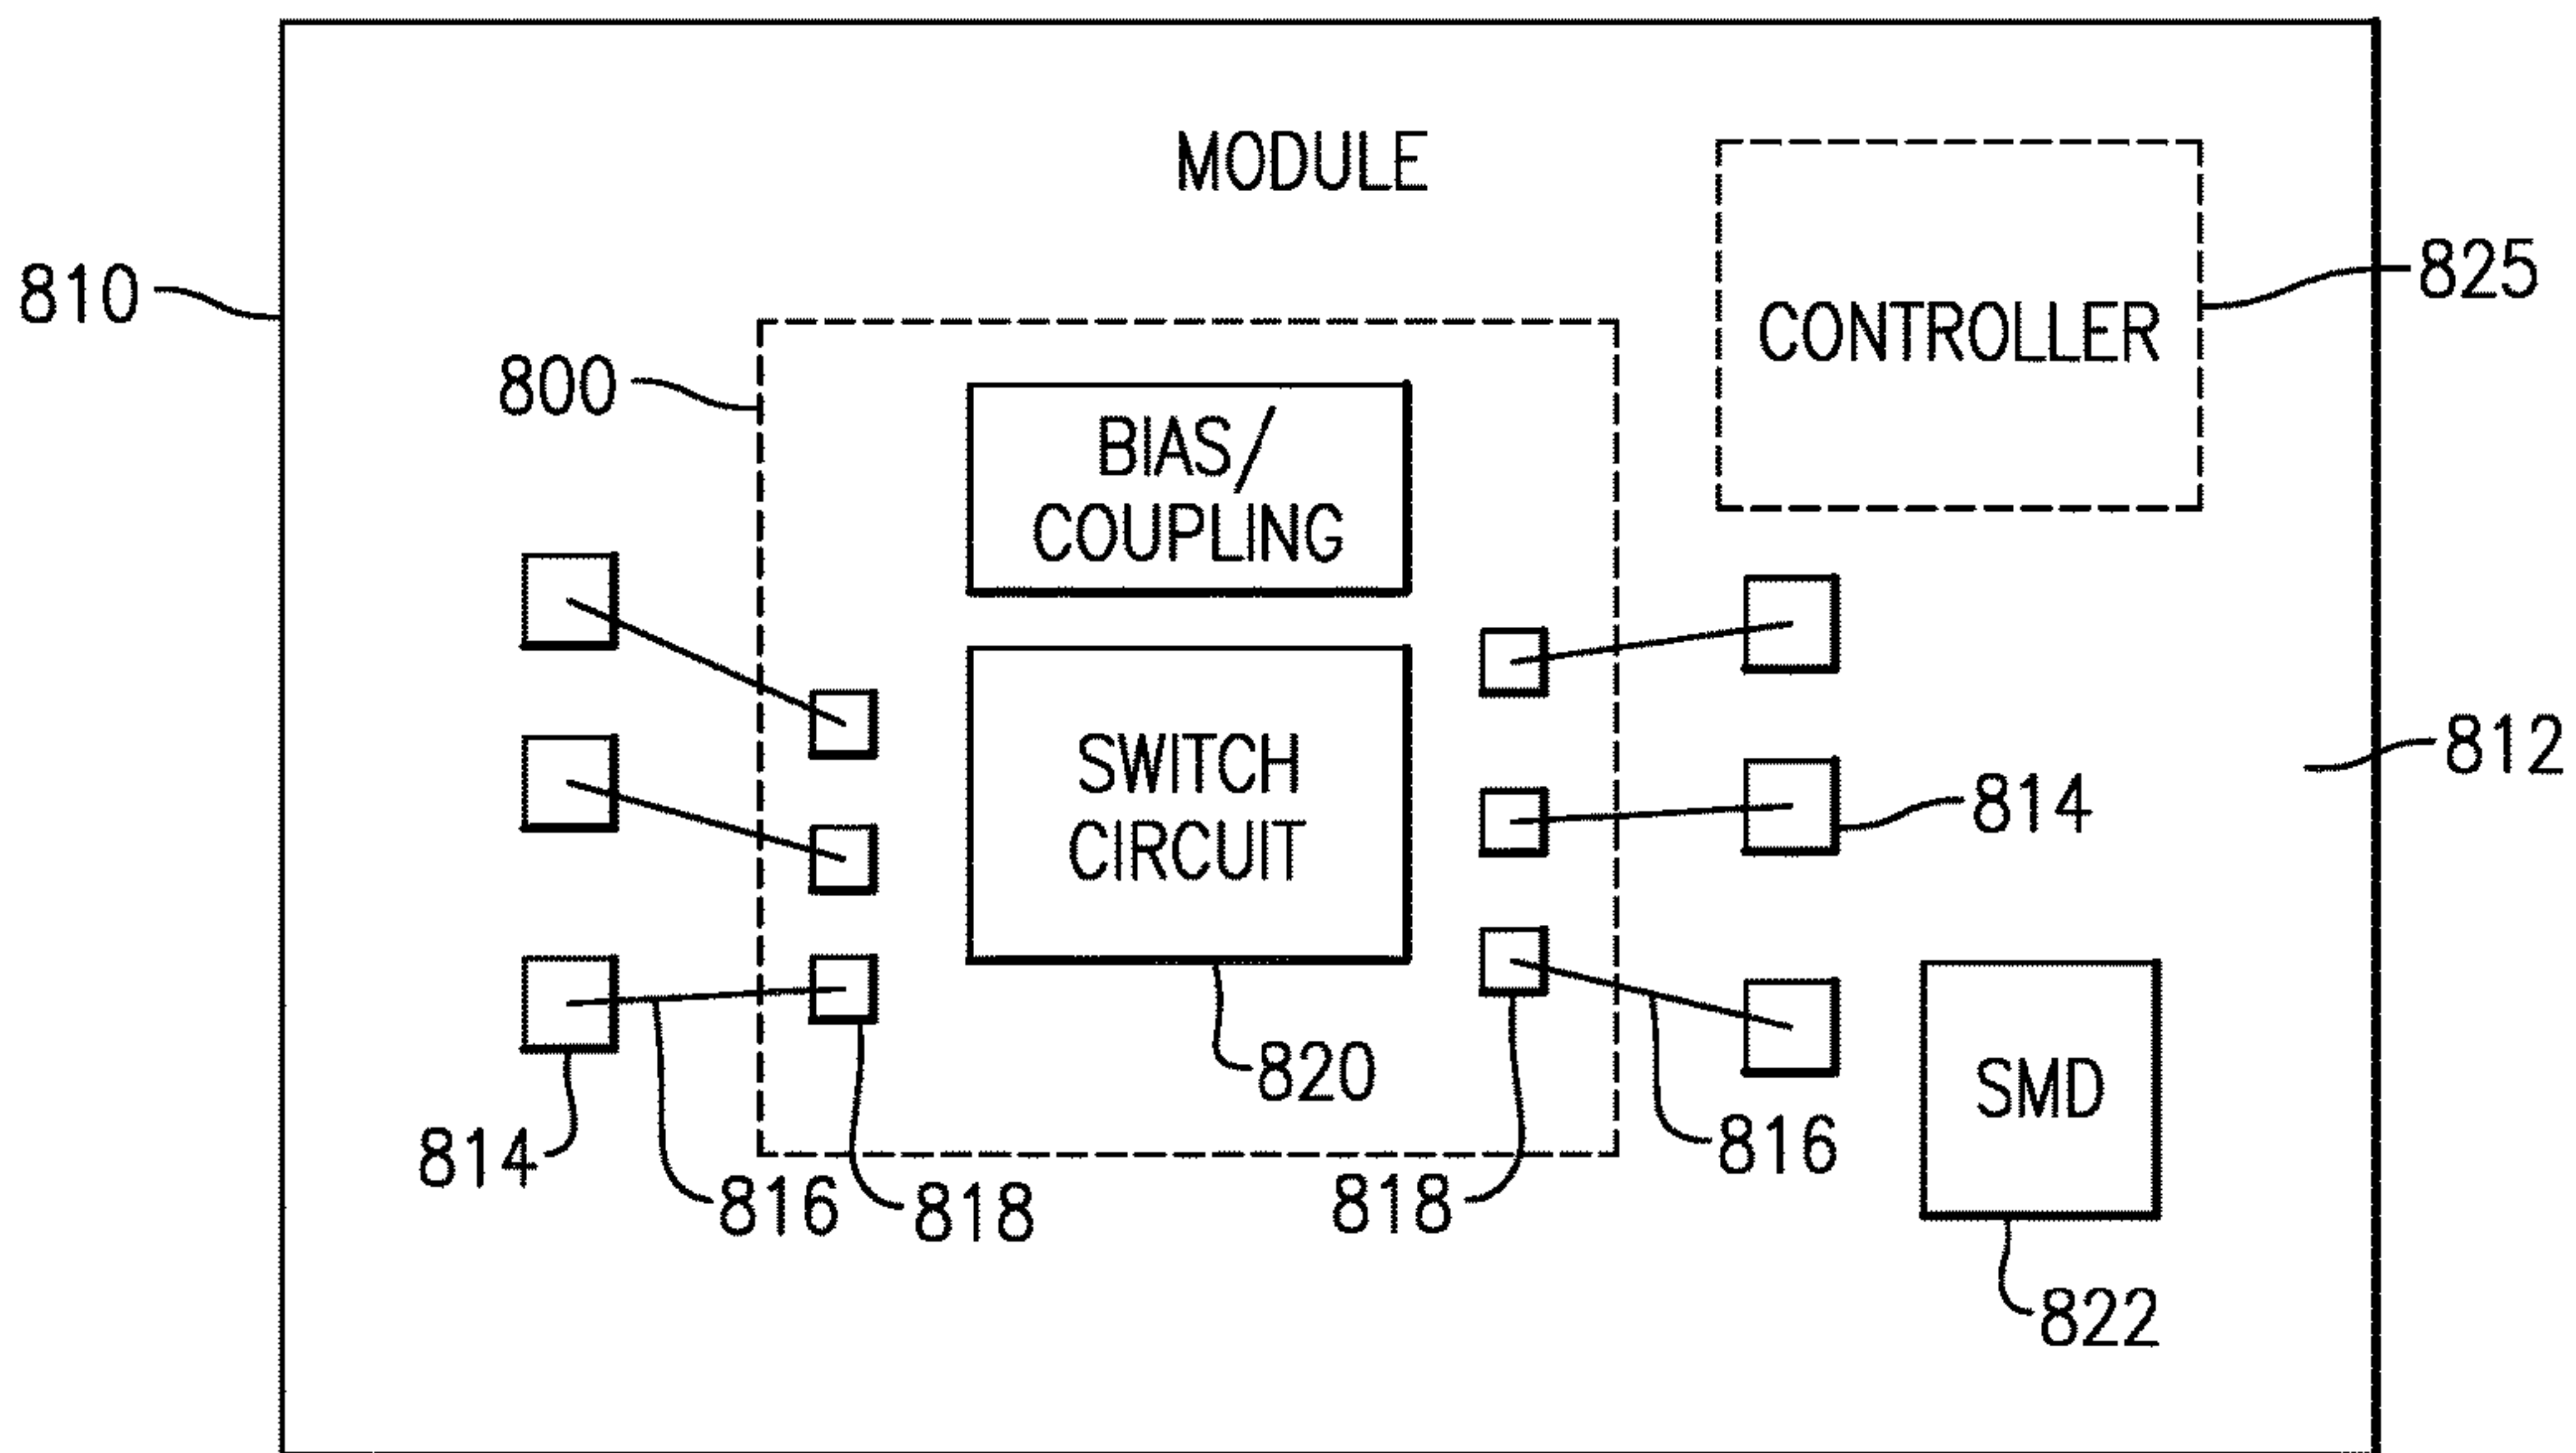 MODULE
810
825
CONTROLLER
800
BIAS/
COUPLING
SWITCH
CIRCUIT
812
814
820
SMD
814
816
818
818
816
822